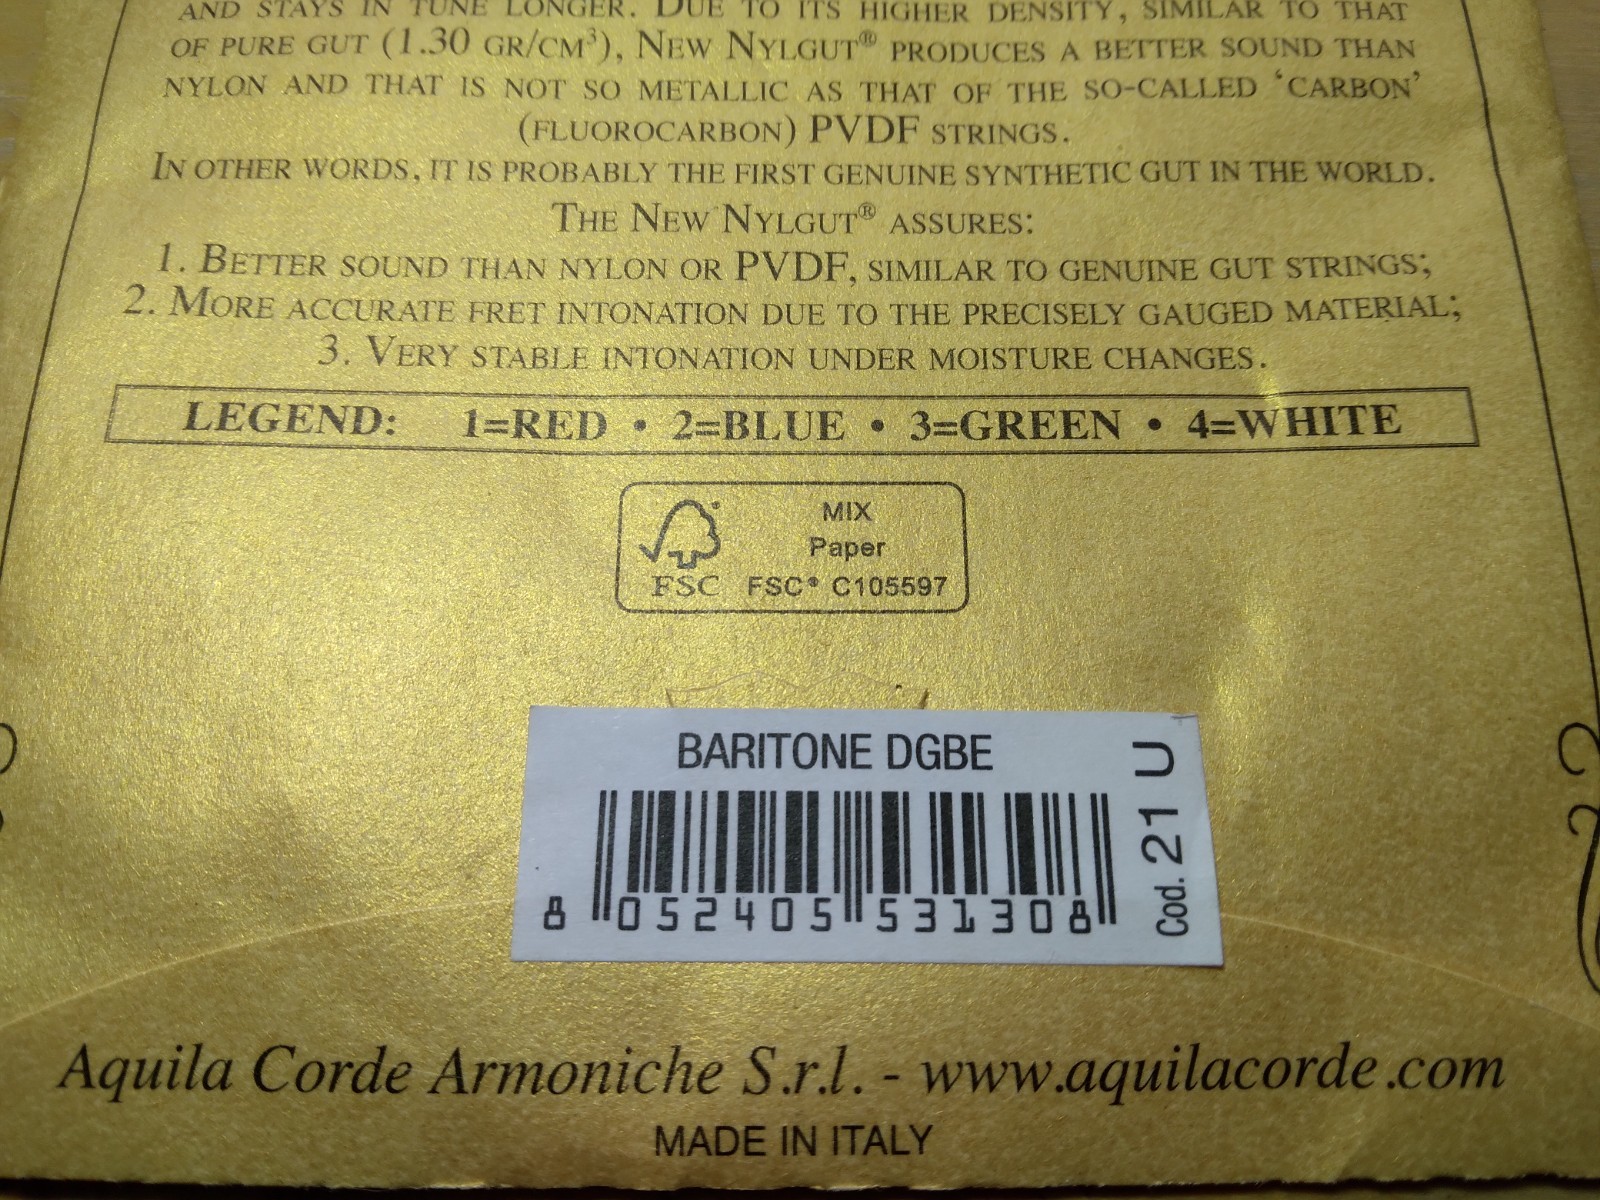 AND STAYS IN TUNE LONGER. DUE TO ITS HIGHER DENSITY, SIMILAR TO THAT
OF PURE GUT (1.30 GR/CM³), NEW NYLGUT® PRODUCES A BETTER SOUND THAN
NYLON AND THAT IS NOT SO METALLIC AS THAT OF THE SO-CALLED ‘CARBON’
(FLUOROCARBON) PVDF STRINGS.
IN OTHER WORDS, IT IS PROBABLY THE FIRST GENUINE SYNTHETIC GUT IN THE WORLD.
THE NEW NYLGUT® ASSURES:
1. BETTER SOUND THAN NYLON OR PVDF, SIMILAR TO GENUINE GUT STRINGS;
2. MORE ACCURATE FRET INTONATION DUE TO THE PRECISELY GAUGED MATERIAL;
3. VERY STABLE INTONATION UNDER MOISTURE CHANGES.
LEGEND: 1=RED • 2=BLUE • 3=GREEN • 4=WHITE
MIX
Paper
FSC FSC® C105597
BARITONE DGBE
Cod. 21 U
8 052405 531308
Aquila Corde Armoniche S.r.l. - www.aquilacorde.com
MADE IN ITALY